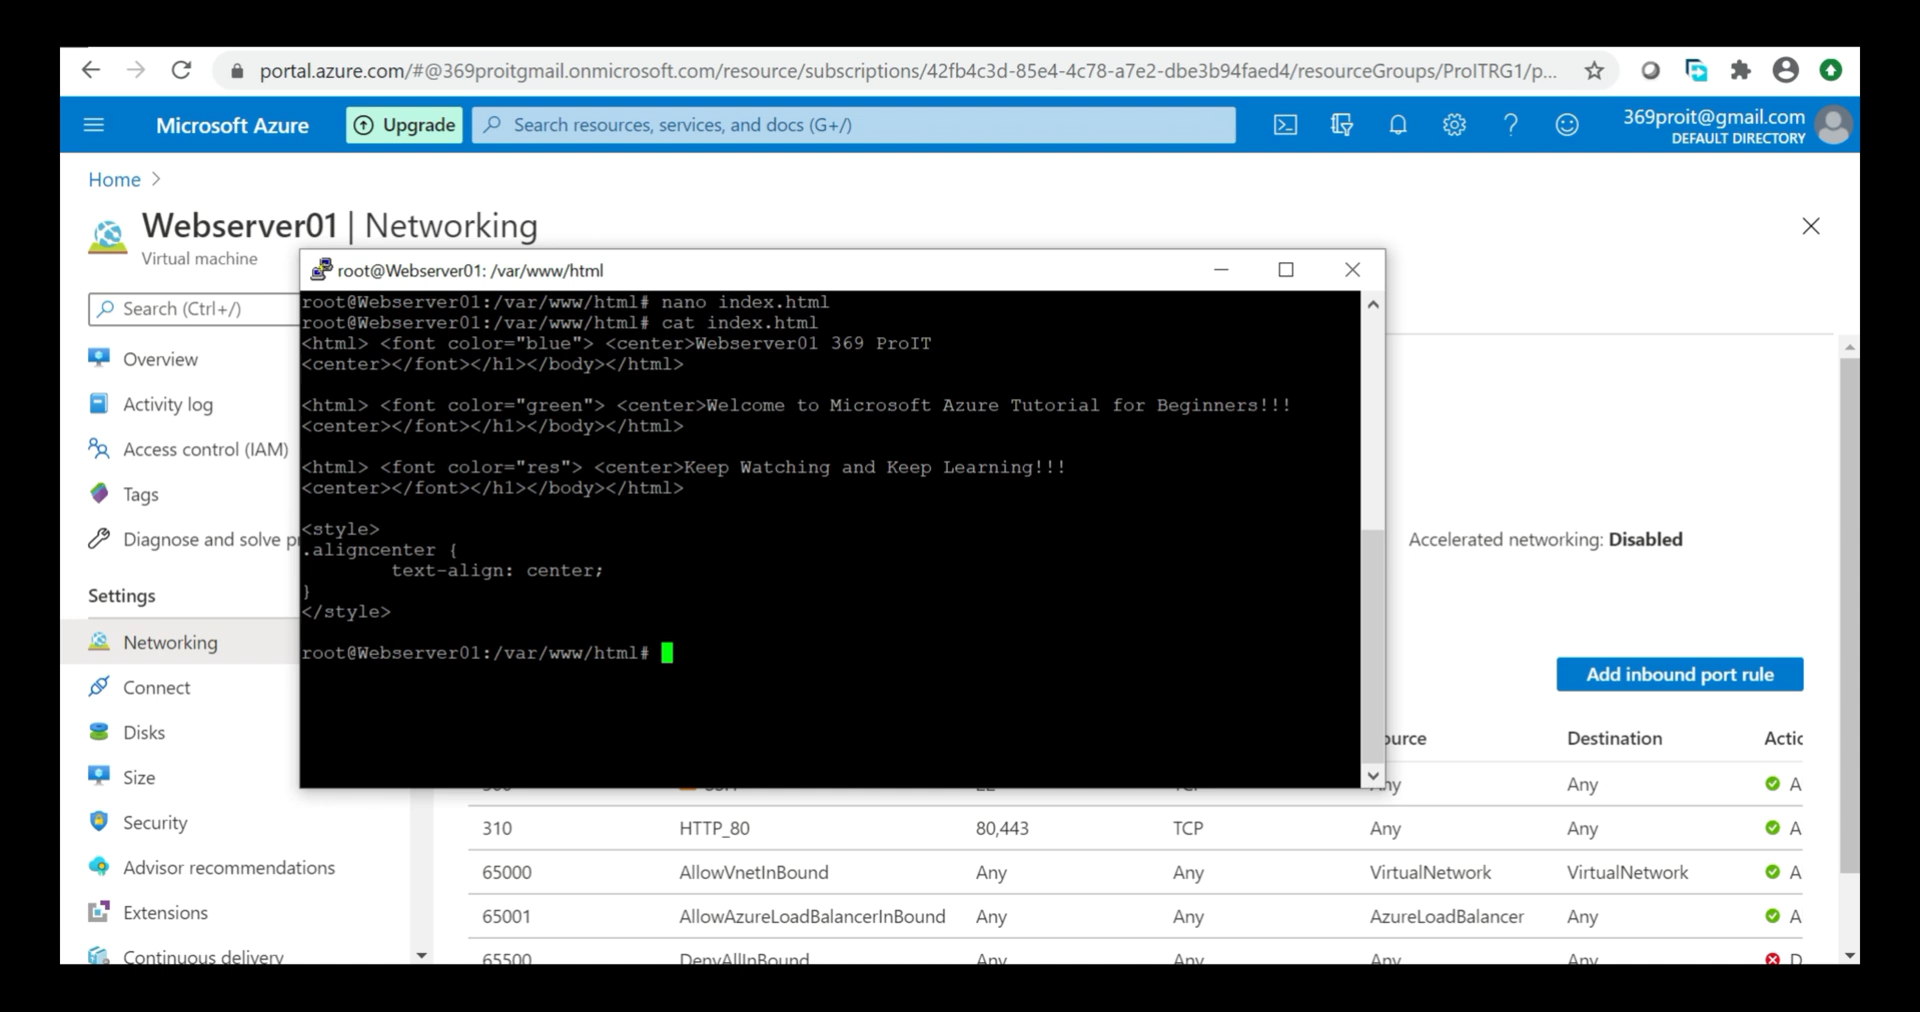 portal.azure.com/#@369proitgmail.onmicrosoft.com/resource/subscriptions/42fb4c3d-85e4-4c78-a7e2-dbe3b94faed4/resourceGroups/ProITRG1/p...
Microsoft Azure
Upgrade
Search resources, services, and docs (G+/)
369proit@gmail.com
DEFAULT DIRECTORY
Home >
Webserver01 | Networking
Virtual machine
Search (Ctrl+/)
Overview
Activity log
Access control (IAM)
Tags
Diagnose and solve p
Settings
Networking
Connect
Disks
Size
Security
Advisor recommendations
Extensions
Continuous delivery
root@Webserver01: /var/www/html
root@Webserver01:/var/www/html# nano index.html
root@Webserver01:/var/www/html# cat index.html
<html> <font color="blue"> <center>Webserver01 369 ProIT
<center></font></h1></body></html>
<html> <font color="green"> <center>Welcome to Microsoft Azure Tutorial for Beginners!!!
<center></font></h1></body></html>
<html> <font color="res"> <center>Keep Watching and Keep Learning!!!
<center></font></h1></body></html>
<style>
.aligncenter {
text-align: center;
}
</style>
root@Webserver01:/var/www/html#
Accelerated networking: Disabled
Add inbound port rule
ource Destination Actic
Any A
310 HTTP_80 80,443 TCP Any Any A
65000 AllowVnetInBound Any Any VirtualNetwork VirtualNetwork A
65001 AllowAzureLoadBalancerInBound Any Any AzureLoadBalancer Any A
65500 DenyAllInBound Any Any Any Any D